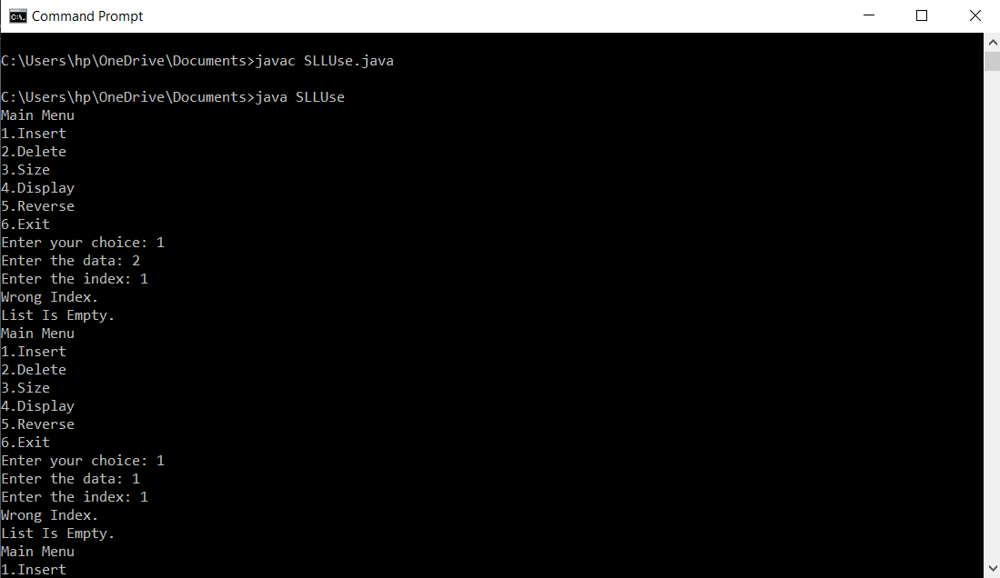 Command Prompt
C:\Users\hp\OneDrive\Documents>javac SLLUse.java
C:\Users\hp\OneDrive\Documents>java SLLUse
Main Menu
1.Insert
2.Delete
3.Size
4.Display
5.Reverse
6.Exit
Enter your choice: 1
Enter the data: 2
Enter the index: 1
Wrong Index.
List Is Empty.
Main Menu
1.Insert
2.Delete
3.Size
4.Display
5.Reverse
6.Exit
Enter your choice: 1
Enter the data: 1
Enter the index: 1
Wrong Index.
List Is Empty.
Main Menu
1.Insert